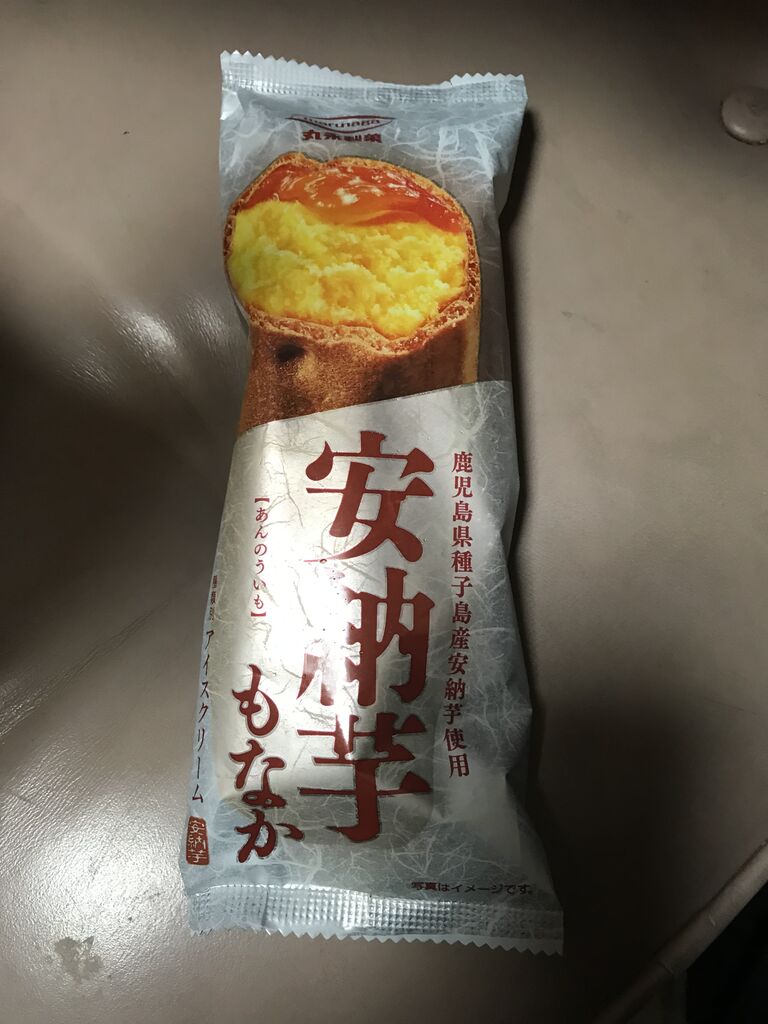 marunaga
丸永製菓
鹿児島県種子島産安納芋使用
安納芋
【あんのういも】
もなか
種類別 アイスクリーム
安納芋
写真はイメージです。